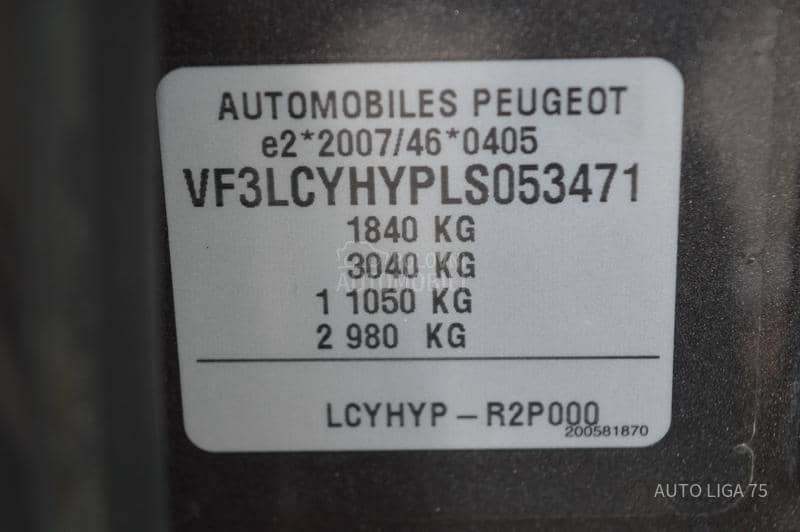 AUTOMOBILES PEUGEOT
e2*2007/46*0405
VF3LCYHYPLS053471
1840 KG
3040 KG
1 1050 KG
2 980 KG
LCYHYP-R2P000
200581870
AUTO LIGA 75